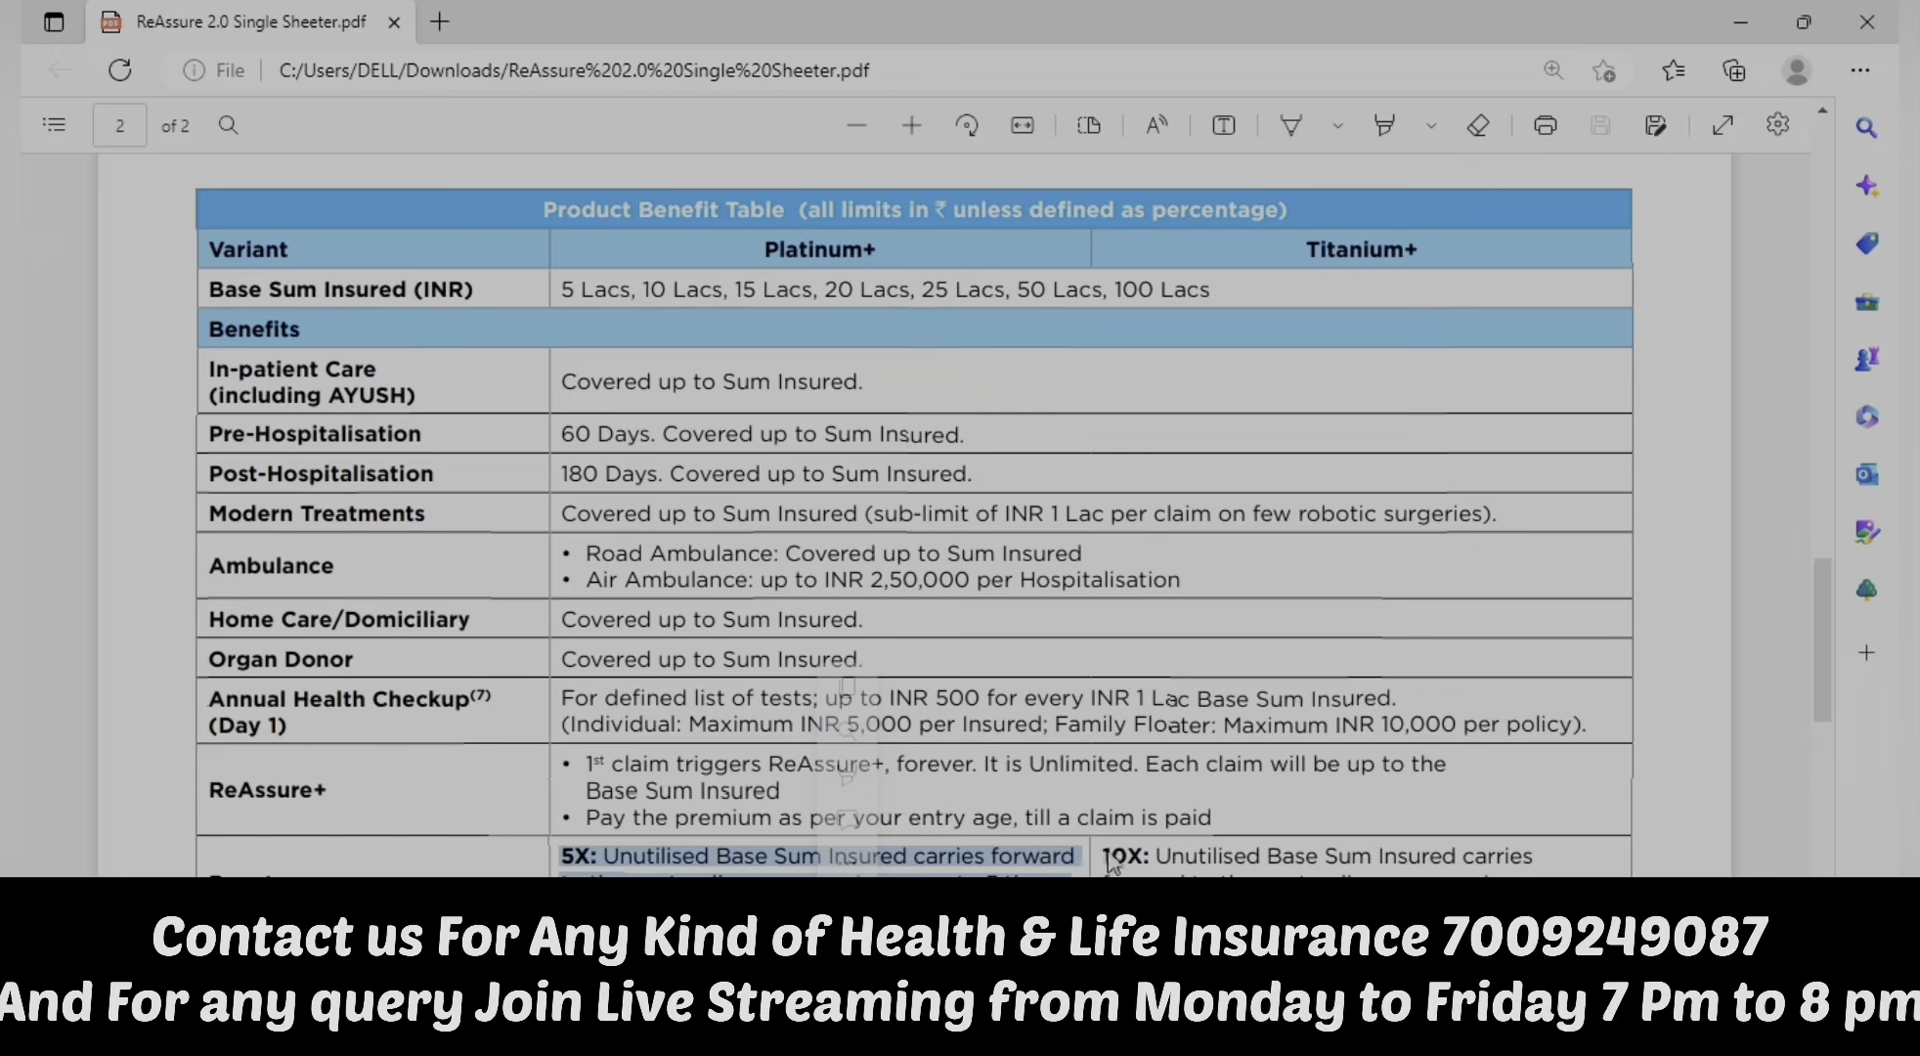 ReAssure 2.0 Single Sheeter.pdf
File
C:/Users/DELL/Downloads/ReAssure%202.0%20Single%20Sheeter.pdf
2 of 2
Product Benefit Table (all limits in ₹ unless defined as percentage)
Variant Platinum+ Titanium+
Base Sum Insured (INR) 5 Lacs, 10 Lacs, 15 Lacs, 20 Lacs, 25 Lacs, 50 Lacs, 100 Lacs
Benefits
In-patient Care
(including AYUSH)
Covered up to Sum Insured.
Pre-Hospitalisation 60 Days. Covered up to Sum Insured.
Post-Hospitalisation 180 Days. Covered up to Sum Insured.
Modern Treatments Covered up to Sum Insured (sub-limit of INR 1 Lac per claim on few robotic surgeries).
Ambulance
• Road Ambulance: Covered up to Sum Insured
• Air Ambulance: up to INR 2,50,000 per Hospitalisation
Home Care/Domiciliary Covered up to Sum Insured.
Organ Donor Covered up to Sum Insured.
Annual Health Checkup(7)
(Day 1)
For defined list of tests; up to INR 500 for every INR 1 Lac Base Sum Insured.
(Individual: Maximum INR 5,000 per Insured; Family Floater: Maximum INR 10,000 per policy).
ReAssure+
• 1st claim triggers ReAssure+, forever. It is Unlimited. Each claim will be up to the
Base Sum Insured
• Pay the premium as per your entry age, till a claim is paid
5X: Unutilised Base Sum Insured carries forward
10X: Unutilised Base Sum Insured carries
Contact us For Any Kind of Health & Life Insurance 7009249087
And For any query Join Live Streaming from Monday to Friday 7 Pm to 8 pm